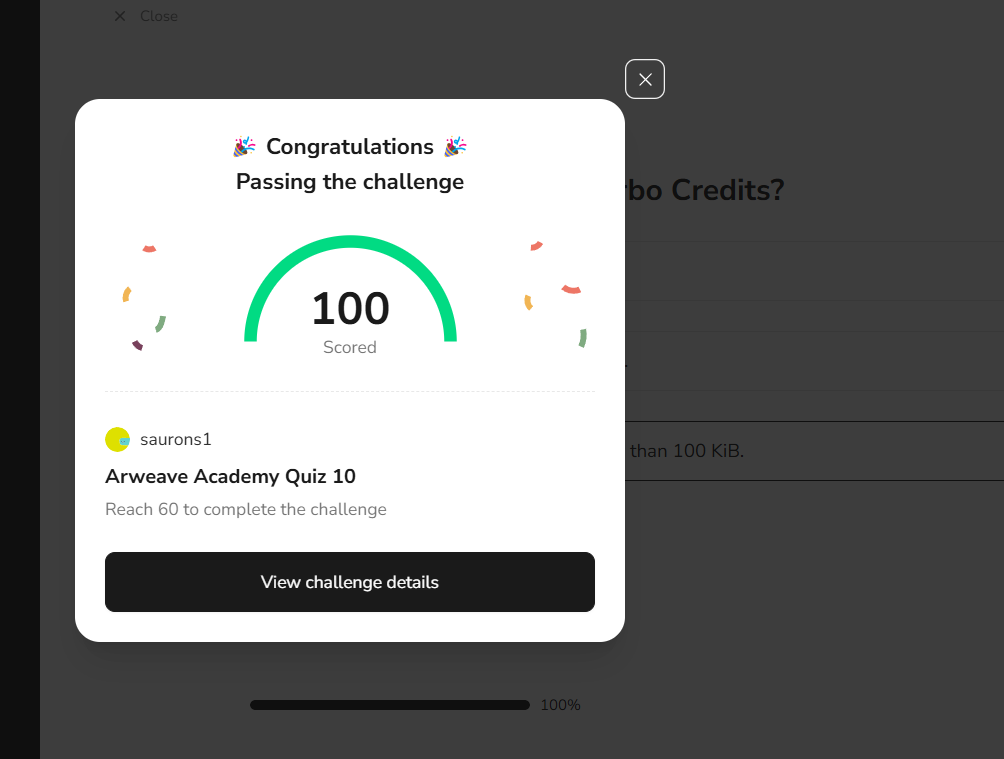 Close
Congratulations
Passing the challenge
Credits?
100
Scored
than 100 KiB.
saurons1
Arweave Academy Quiz 10
Reach 60 to complete the challenge
View challenge details
100%